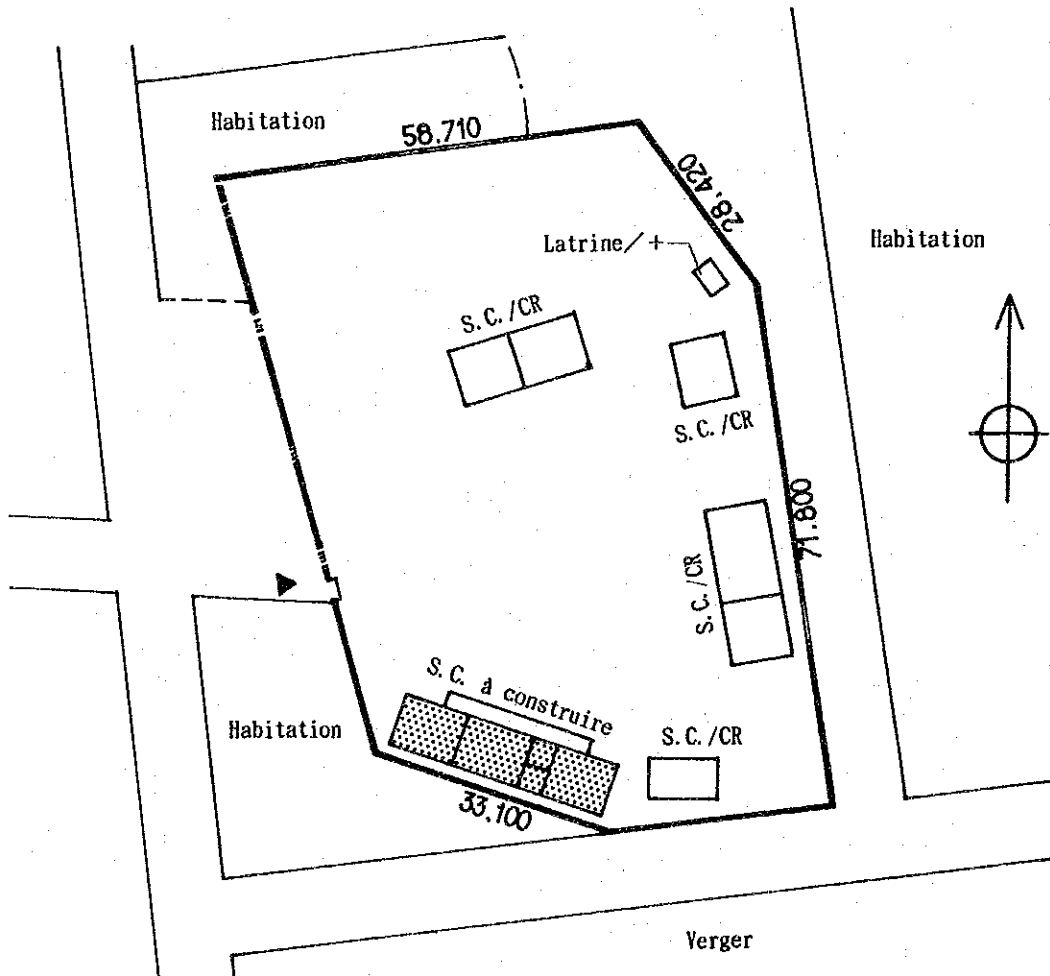 Habitation
58.710
28.420
Latrine/+
Habitation
S.C./CR
S.C./CR
71.800
S.C./CR
S.C. à construire
Habitation
S.C./CR
33.100
Verger